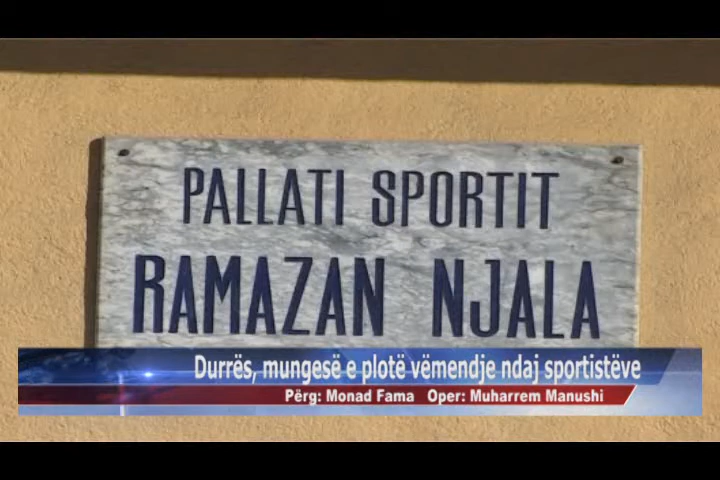 PALLATI SPORTIT
RAMAZAN NJALA
Durrës, mungesë e plotë vëmendje ndaj sportistëve
Përg: Monad Fama Oper: Muharrem Manushi